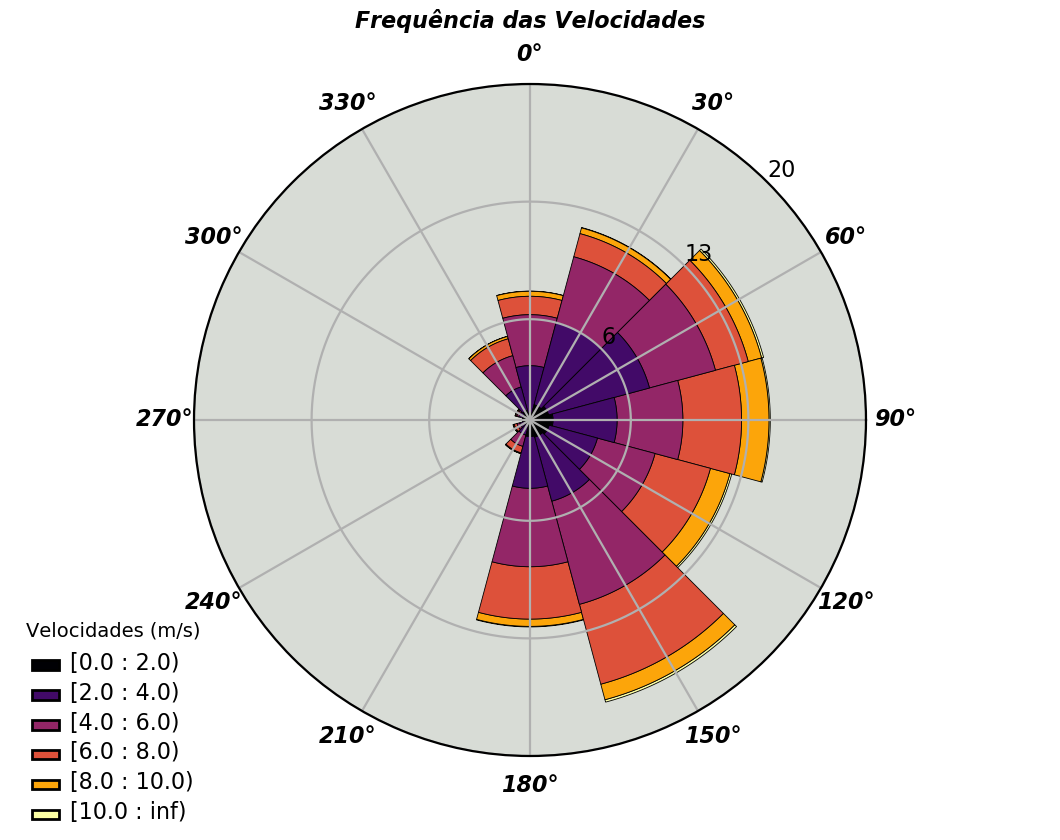 Frequência das Velocidades
0°
330°
30°
20
300°
60°
13
6
270°
90°
240°
120°
210°
150°
180°
Velocidades (m/s)
[0.0 : 2.0)
[2.0 : 4.0)
[4.0 : 6.0)
[6.0 : 8.0)
[8.0 : 10.0)
[10.0 : inf)